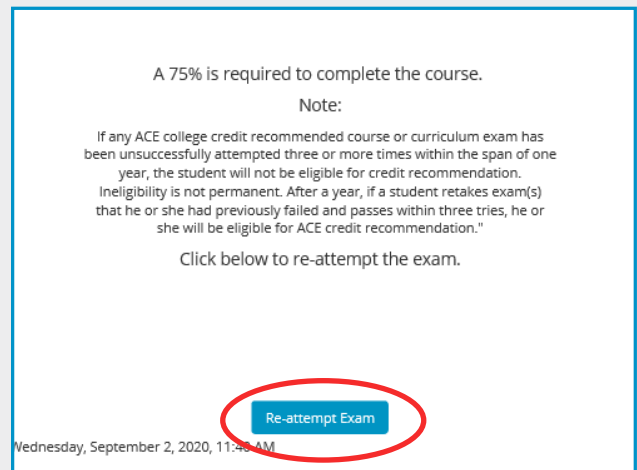 A 75% is required to complete the course.
Note:
If any ACE college credit recommended course or curriculum exam has
been unsuccessfully attempted three or more times within the span of one
year, the student will not be eligible for credit recommendation.
Ineligibility is not permanent. After a year, if a student retakes exam(s)
that he or she had previously failed and passes within three tries, he or
she will be eligible for ACE credit recommendation."
Click below to re-attempt the exam.
Re-attempt Exam
Wednesday, September 2, 2020, AM